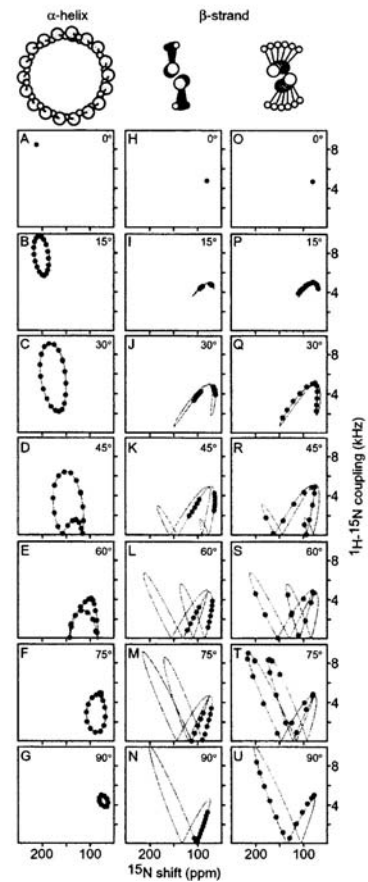 α-helix β-strand
A 0° H O 0° 8
4
B 15° I 15° P 15° 8
4
C 30° J 30° Q 30° 8
4
D 45° K 45° R 45° 8
4
E 60° L 60° S 60° 8
4
F 75° M 75° T 75° 8
4
G 90° N 90° U 90° 8
4
200 100 200 100 200 100
¹⁵N shift (ppm)
¹H-¹⁵N coupling (kHz)